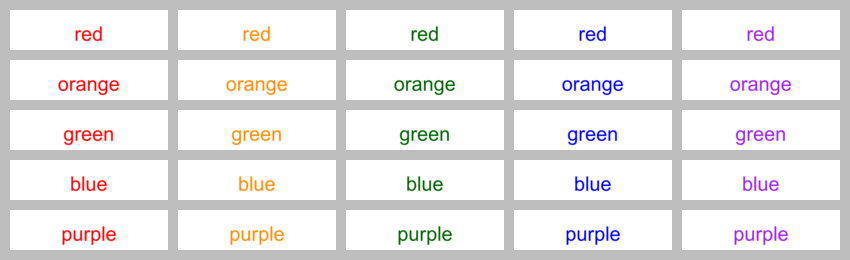 red red red red red
orange orange orange orange orange
green green green green green
blue blue blue blue blue
purple purple purple purple purple